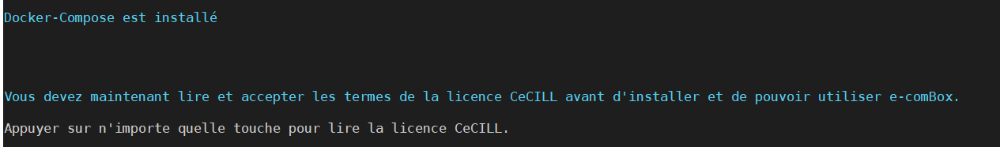 Docker-Compose est installé
Vous devez maintenant lire et accepter les termes de la licence CeCILL avant d'installer et de pouvoir utiliser e-comBox.
Appuyer sur n'importe quelle touche pour lire la licence CeCILL.